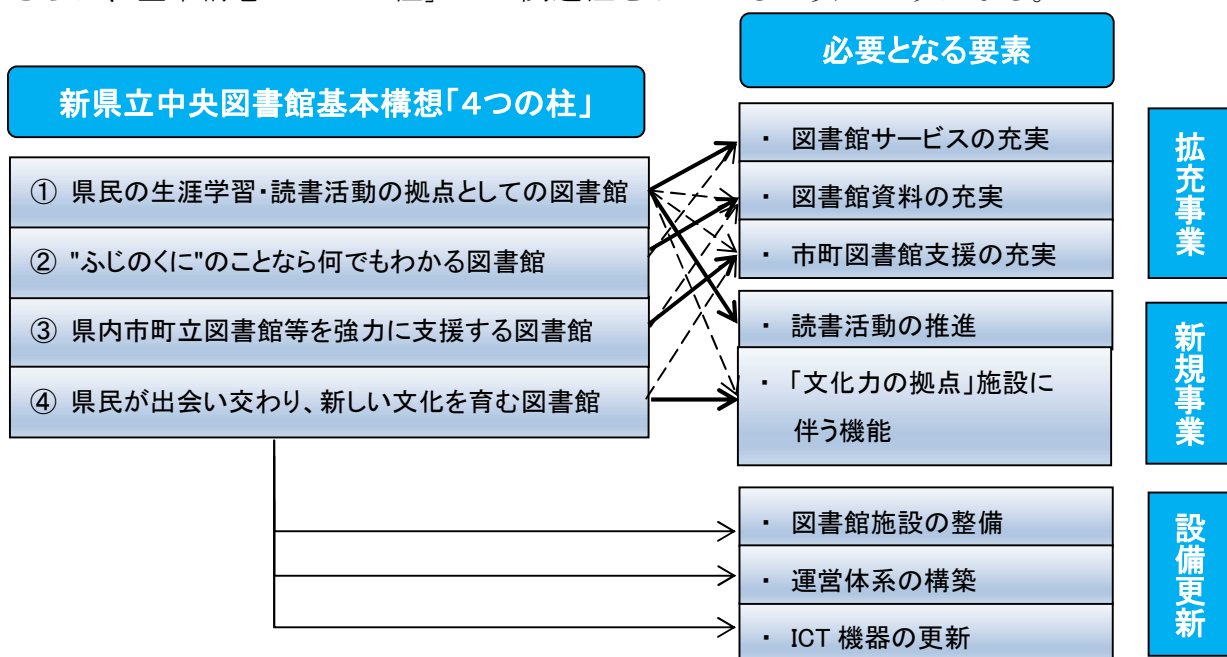 必要となる要素
新県立中央図書館基本構想「4つの柱」
① 県民の生涯学習・読書活動の拠点としての図書館
② "ふじのくに"のことなら何でもわかる図書館
③ 県内市町立図書館等を強力に支援する図書館
④ 県民が出会い交わり、新しい文化を育む図書館
・ 図書館サービスの充実
・ 図書館資料の充実
・ 市町図書館支援の充実
拡充事業
・ 読書活動の推進
・ 「文化力の拠点」施設に
伴う機能
新規事業
・ 図書館施設の整備
・ 運営体系の構築
・ ICT 機器の更新
設備更新